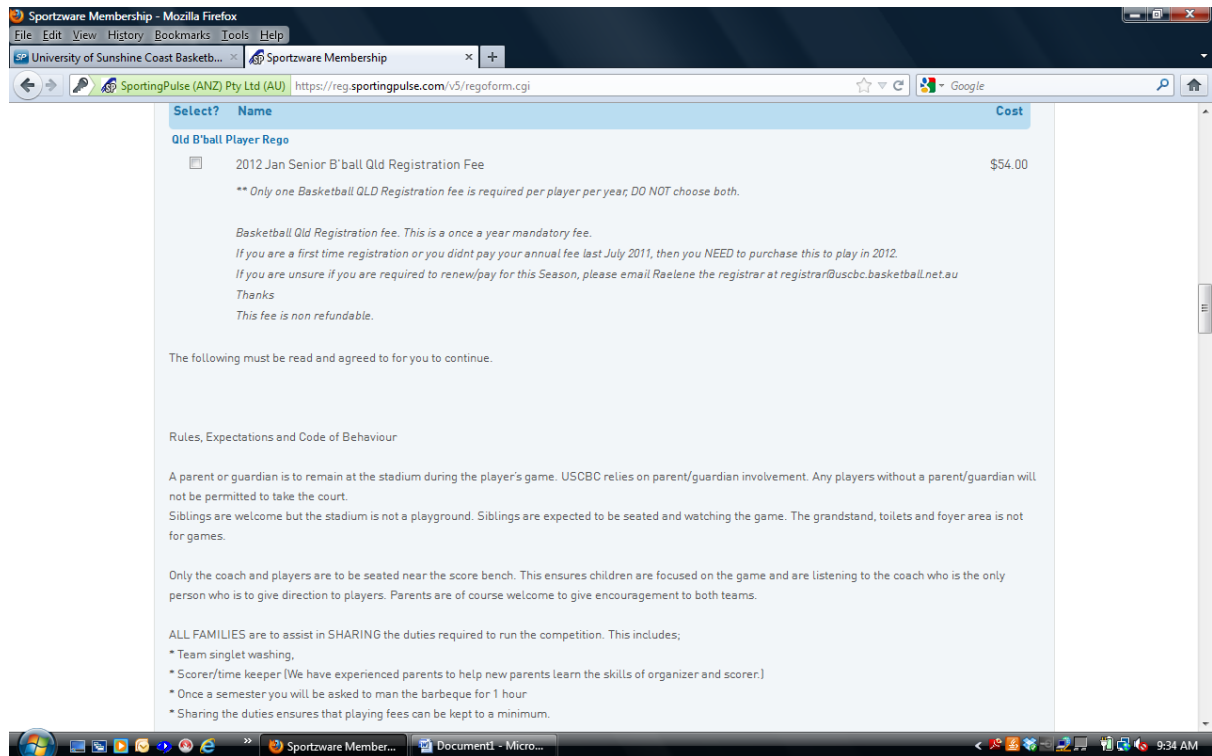 Sportzware Membership - Mozilla Firefox
File Edit View History Bookmarks Tools Help
University of Sunshine Coast Basketb... Sportzware Membership
SportingPulse (ANZ) Pty Ltd (AU) https://reg.sportingpulse.com/v5/regoform.cgi Google
Select? Name Cost
Qld B'ball Player Rego
2012 Jan Senior B'ball Qld Registration Fee $54.00
** Only one Basketball QLD Registration fee is required per player per year, DO NOT choose both.
Basketball Qld Registration fee. This is a once a year mandatory fee.
If you are a first time registration or you didnt pay your annual fee last July 2011, then you NEED to purchase this to play in 2012.
If you are unsure if you are required to renew/pay for this Season, please email Raelene the registrar at registrar@uscbc.basketball.net.au
Thanks
This fee is non refundable.
The following must be read and agreed to for you to continue.
Rules, Expectations and Code of Behaviour
A parent or guardian is to remain at the stadium during the player's game. USCBC relies on parent/guardian involvement. Any players without a parent/guardian will
not be permitted to take the court.
Siblings are welcome but the stadium is not a playground. Siblings are expected to be seated and watching the game. The grandstand, toilets and foyer area is not
for games.
Only the coach and players are to be seated near the score bench. This ensures children are focused on the game and are listening to the coach who is the only
person who is to give direction to players. Parents are of course welcome to give encouragement to both teams.
ALL FAMILIES are to assist in SHARING the duties required to run the competition. This includes;
* Team singlet washing,
* Scorer/time keeper (We have experienced parents to help new parents learn the skills of organizer and scorer.)
* Once a semester you will be asked to man the barbeque for 1 hour
* Sharing the duties ensures that playing fees can be kept to a minimum.
Sportzware Member... Document1 - Micro... 9:34 AM